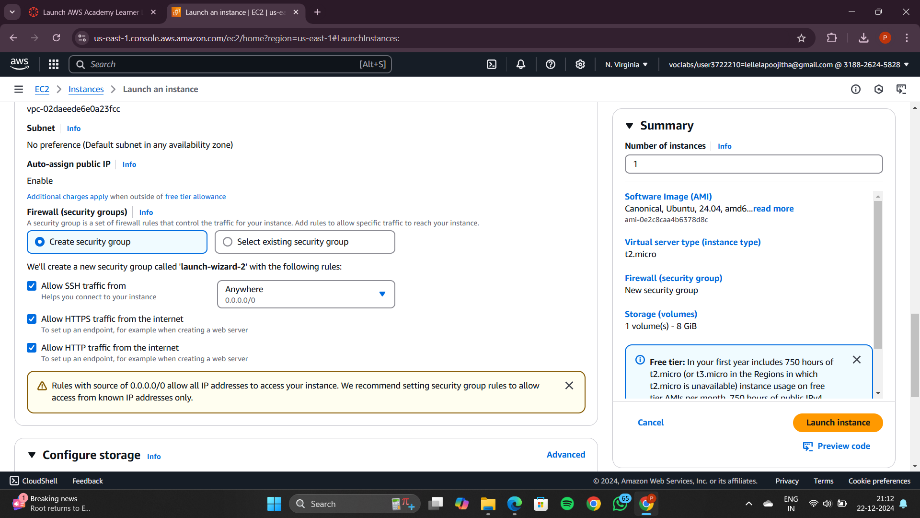 Launch AWS Academy Learner
Launch an instance | EC2 | us-e
us-east-1.console.aws.amazon.com/ec2/home?region=us-east-1#LaunchInstances:
P
aws
Search
[Alt+S]
N. Virginia
voclabs/user3722210=lellelapoojitha@gmail.com @ 3188-2624-5828
EC2 > Instances > Launch an instance
vpc-02daeede6e0a23fcc
Subnet Info
No preference (Default subnet in any availability zone)
Auto-assign public IP Info
Enable
Additional charges apply when outside of free tier allowance
Firewall (security groups) Info
A security group is a set of firewall rules that control the traffic for your instance. Add rules to allow specific traffic to reach your instance.
Create security group
Select existing security group
We'll create a new security group called 'launch-wizard-2' with the following rules:
Allow SSH traffic from
Helps you connect to your instance
Anywhere
0.0.0.0/0
Allow HTTPS traffic from the internet
To set up an endpoint, for example when creating a web server
Allow HTTP traffic from the internet
To set up an endpoint, for example when creating a web server
Rules with source of 0.0.0.0/0 allow all IP addresses to access your instance. We recommend setting security group rules to allow
access from known IP addresses only.
Configure storage Info
Advanced
Summary
Number of instances Info
1
Software Image (AMI)
Canonical, Ubuntu, 24.04, amd6...read more
ami-0e2c8caa4b6378d8c
Virtual server type (instance type)
t2.micro
Firewall (security group)
New security group
Storage (volumes)
1 volume(s) - 8 GiB
Free tier: In your first year includes 750 hours of
t2.micro (or t3.micro in the Regions in which
t2.micro is unavailable) instance usage on free
tier AMIs per month, 750 hours of public IPv4
Cancel
Launch instance
Preview code
CloudShell
Feedback
© 2024, Amazon Web Services, Inc. or its affiliates.
Privacy
Terms
Cookie preferences
1
Breaking news
Root returns to E...
Search
65
P
ENG
IN
21:12
22-12-2024